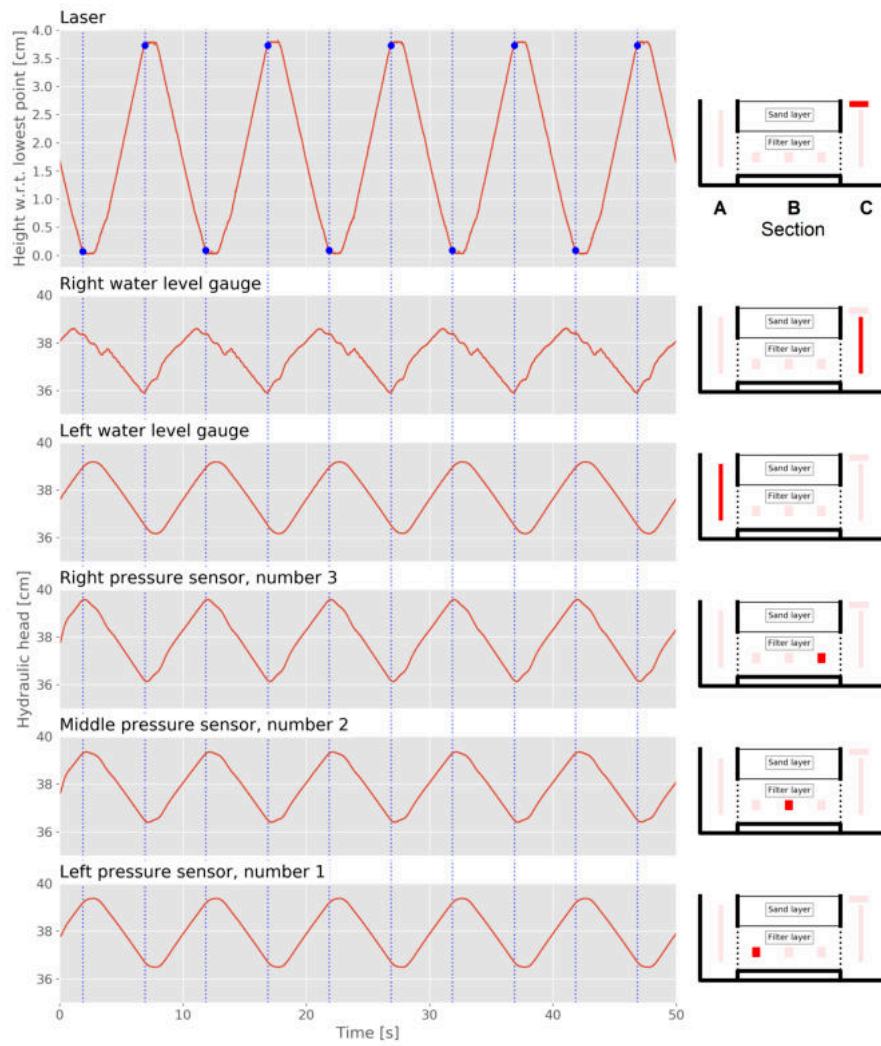 Laser
4.0
3.5
3.0
2.5
2.0
1.5
1.0
0.5
0.0
Height w.r.t. lowest point [cm]
Sand layer
Filter layer
A B C
Section
Right water level gauge
40
38
36
Sand layer
Filter layer
Left water level gauge
40
38
36
Sand layer
Filter layer
Right pressure sensor, number 3
40
38
36
Hydraulic head [cm]
Sand layer
Filter layer
Middle pressure sensor, number 2
40
38
36
Sand layer
Filter layer
Left pressure sensor, number 1
40
38
36
Sand layer
Filter layer
0 10 20 30 40 50
Time [s]